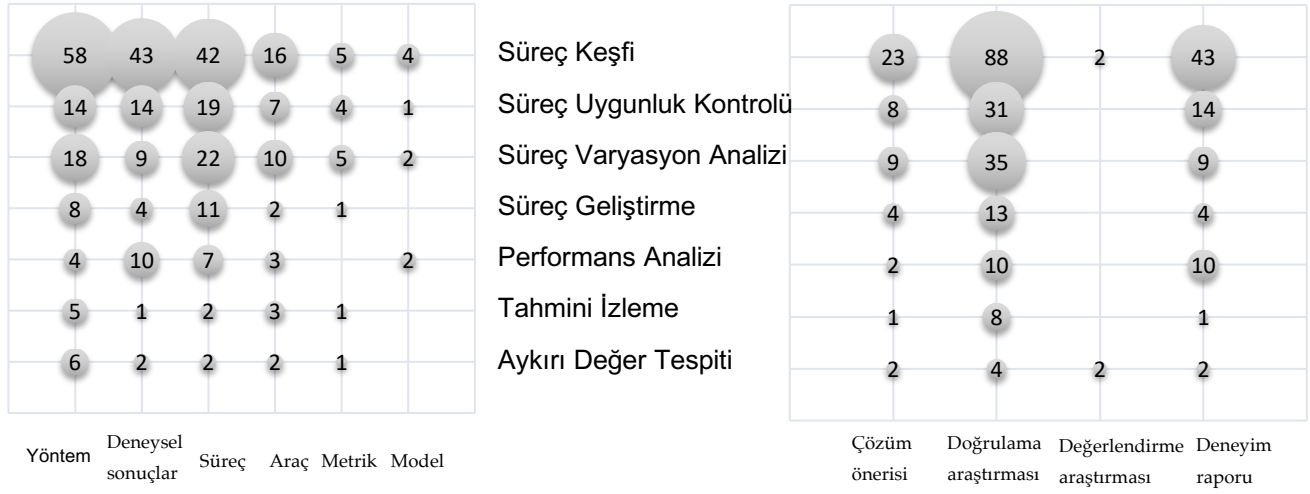 58 43 42 16 5 4 Süreç Keşfi 23 88 2 43
14 14 19 7 4 1 Süreç Uygunluk Kontrolü 8 31 14
18 9 22 10 5 2 Süreç Varyasyon Analizi 9 35 9
8 4 11 2 1 Süreç Geliştirme 4 13 4
4 10 7 3 2 Performans Analizi 2 10 10
5 1 2 3 1 Tahmini İzleme 1 8 1
6 2 2 2 1 Aykırı Değer Tespiti 2 4 2 2
Yöntem
Deneysel
sonuçlar
Süreç
Araç
Metrik
Model
Çözüm
önerisi
Doğrulama
araştırması
Değerlendirme
araştırması
Deneyim
raporu